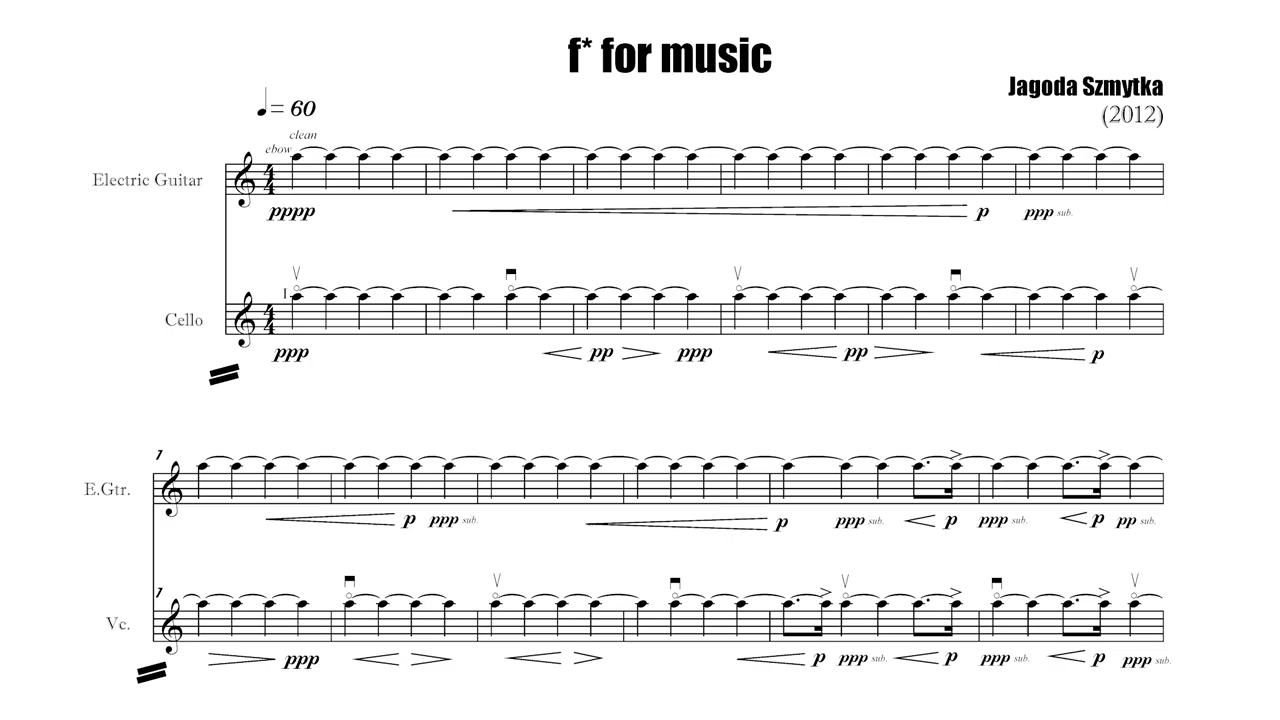 f* for music
Jagoda Szmytka
(2012)
♩= 60
clean
ebow
Electric Guitar
pppp p ppp sub.
I
Cello
ppp pp ppp pp p
7
E.Gtr.
p ppp sub. p ppp sub. p ppp sub. p pp sub.
7
Vc.
ppp p ppp sub. p ppp sub. p ppp sub.